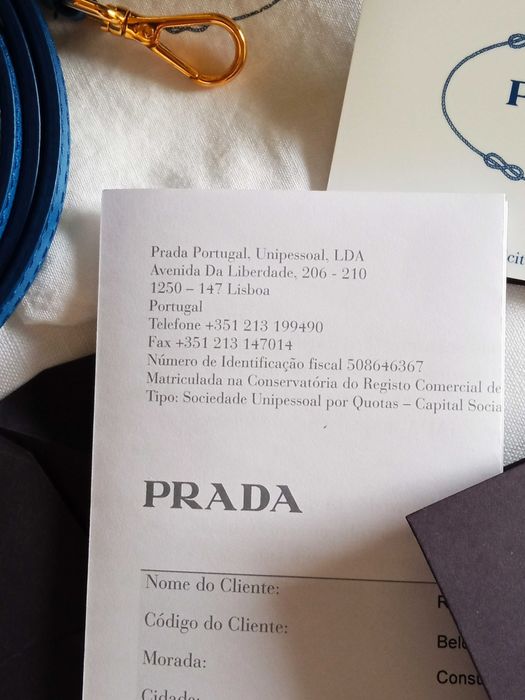 Prada Portugal, Unipessoal, LDA
Avenida Da Liberdade, 206 - 210
1250 – 147 Lisboa
Portugal
Telefone +351 213 199490
Fax +351 213 147014
Número de Identificação fiscal 508646367
Matriculada na Conservatória do Registo Comercial de
Tipo: Sociedade Unipessoal por Quotas – Capital Socia
PRADA
Nome do Cliente:
Código do Cliente:
Morada:
Cidade: